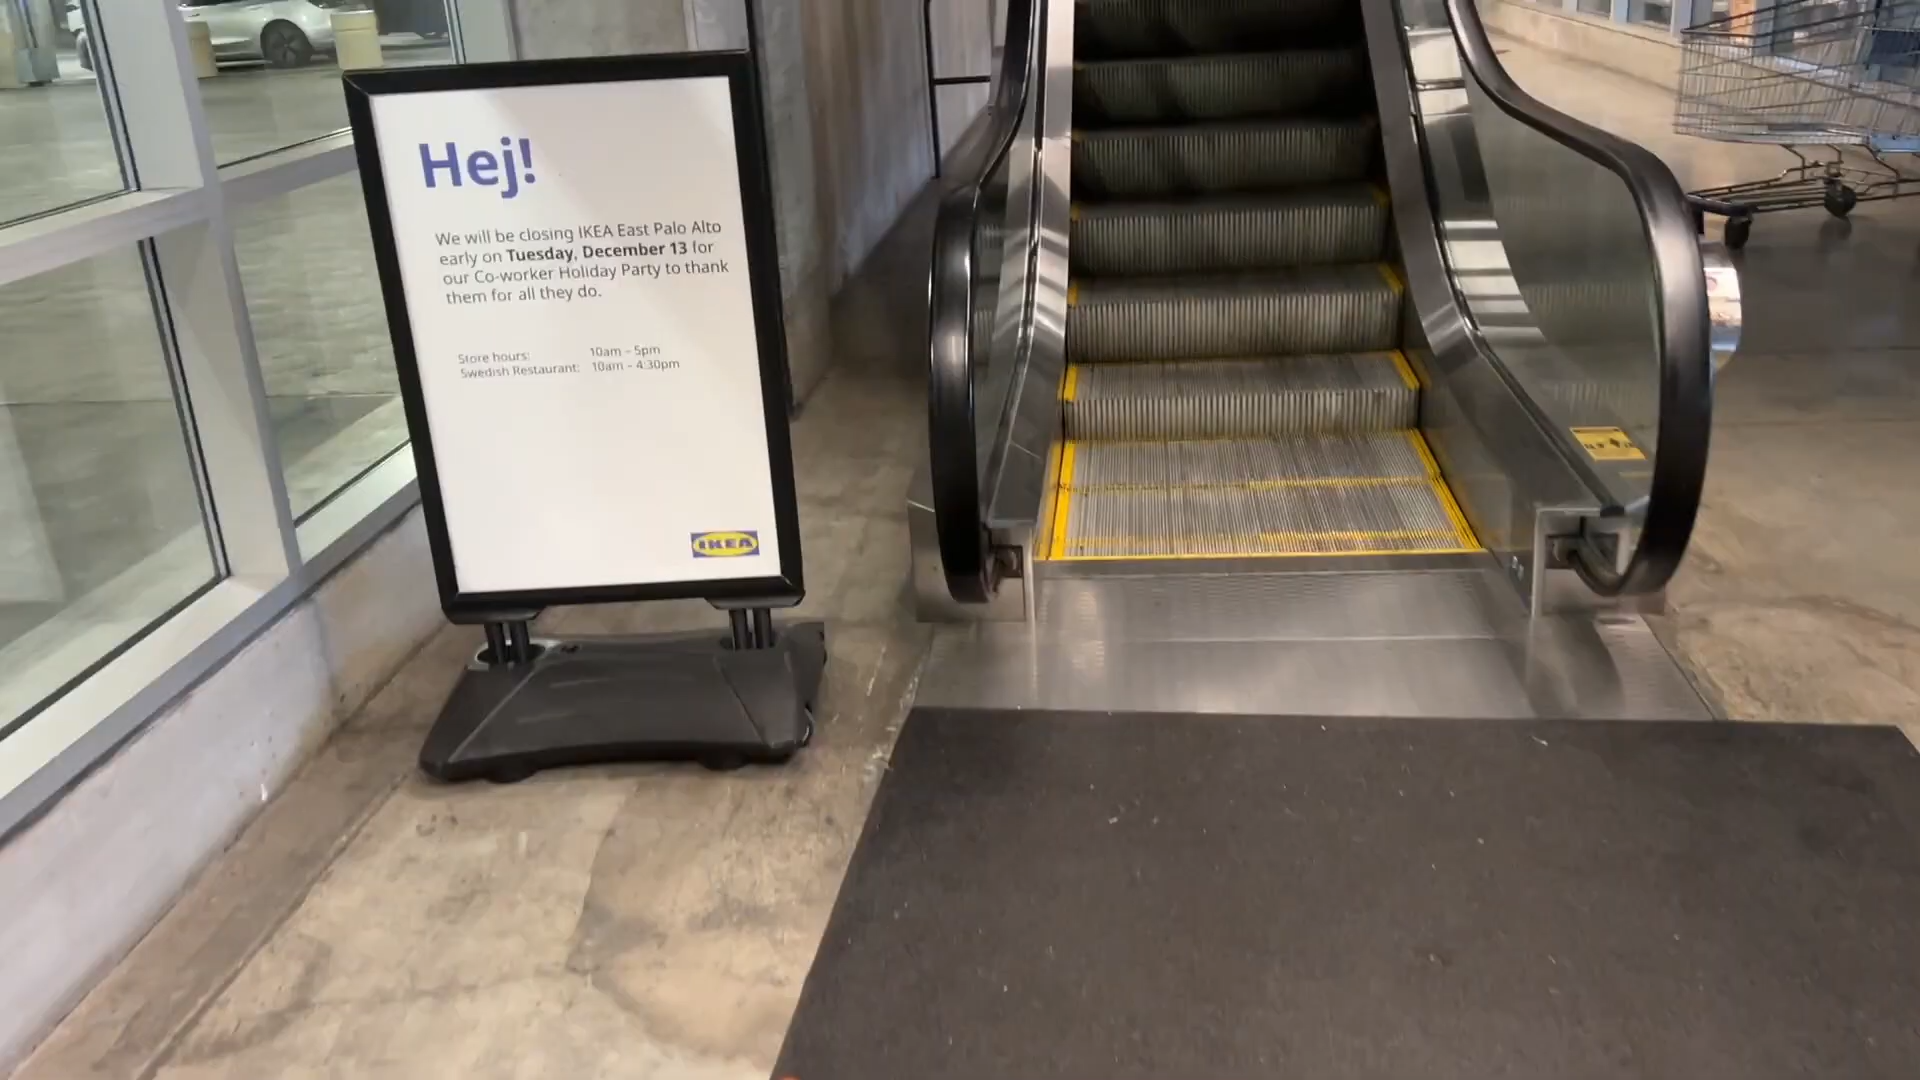 Hej!
We will be closing IKEA East Palo Alto
early on Tuesday, December 13 for
our Co-worker Holiday Party to thank
them for all they do.
Store hours: 10am – 5pm
Swedish Restaurant: 10am – 4:30pm
IKEA